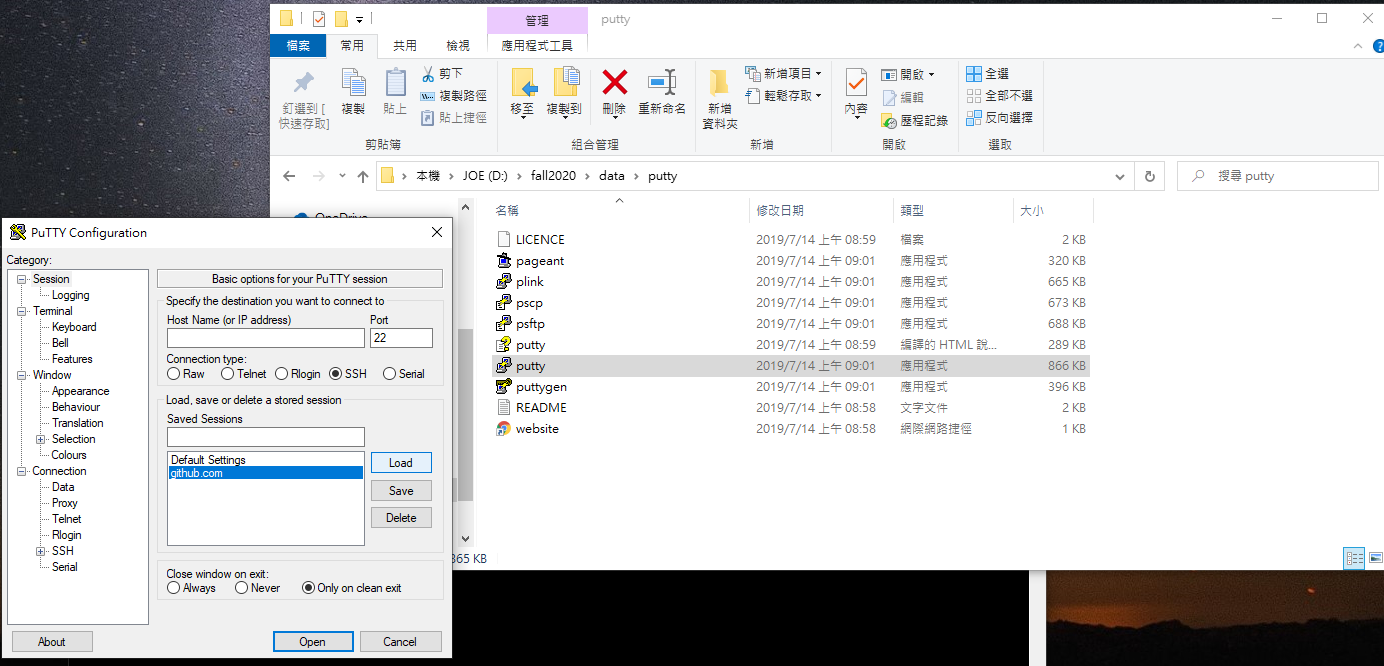 管理
putty
檔案
常用
共用
檢視
應用程式工具
釘選到 [
快速存取]
複製
貼上
剪下
複製路徑
貼上捷徑
剪貼簿
移至
複製到
刪除
重新命名
組合管理
新增
資料夾
新增項目
輕鬆存取
新增
內容
開啟
編輯
歷程記錄
開啟
全選
全部不選
反向選擇
選取
本機 › JOE (D:) › fall2020 › data › putty
搜尋 putty
OneDrive
名稱 修改日期 類型 大小
LICENCE 2019/7/14 上午 08:59 檔案 2 KB
pageant 2019/7/14 上午 09:01 應用程式 320 KB
plink 2019/7/14 上午 09:01 應用程式 665 KB
pscp 2019/7/14 上午 09:01 應用程式 673 KB
psftp 2019/7/14 上午 09:01 應用程式 688 KB
putty 2019/7/14 上午 08:59 編譯的 HTML 說... 289 KB
putty 2019/7/14 上午 09:01 應用程式 866 KB
puttygen 2019/7/14 上午 09:01 應用程式 396 KB
README 2019/7/14 上午 08:58 文字文件 2 KB
website 2019/7/14 上午 08:58 網際網路捷徑 1 KB
KB
PuTTY Configuration
Category:
Session
Logging
Terminal
Keyboard
Bell
Features
Window
Appearance
Behaviour
Translation
Selection
Colours
Connection
Data
Proxy
Telnet
Rlogin
SSH
Serial
Basic options for your PuTTY session
Specify the destination you want to connect to
Host Name (or IP address) Port
22
Connection type:
Raw Telnet Rlogin SSH Serial
Load, save or delete a stored session
Saved Sessions
Default Settings
github.com
Load
Save
Delete
Close window on exit:
Always Never Only on clean exit
About Open Cancel